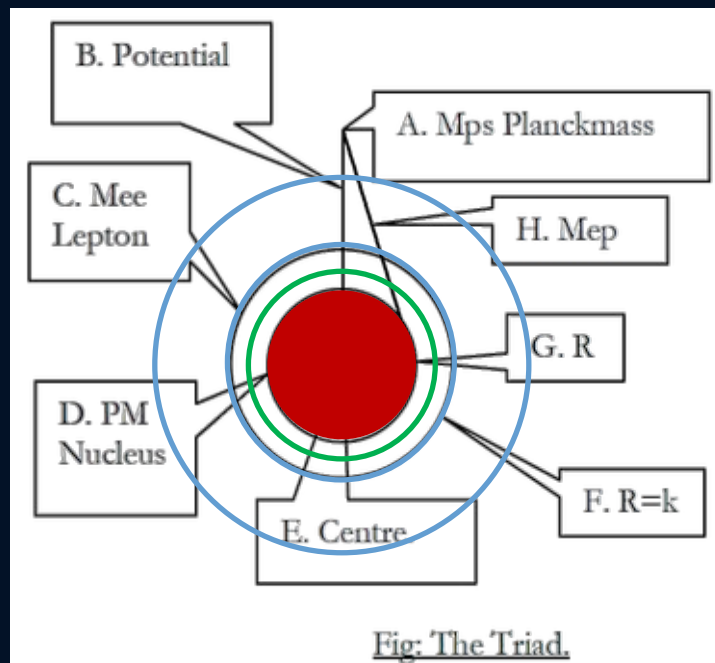 B. Potential
A. Mps Planckmass
C. Mee
Lepton
H. Mep
G. R
D. PM
Nucleus
F. R=k
E. Centre
Fig: The Triad.